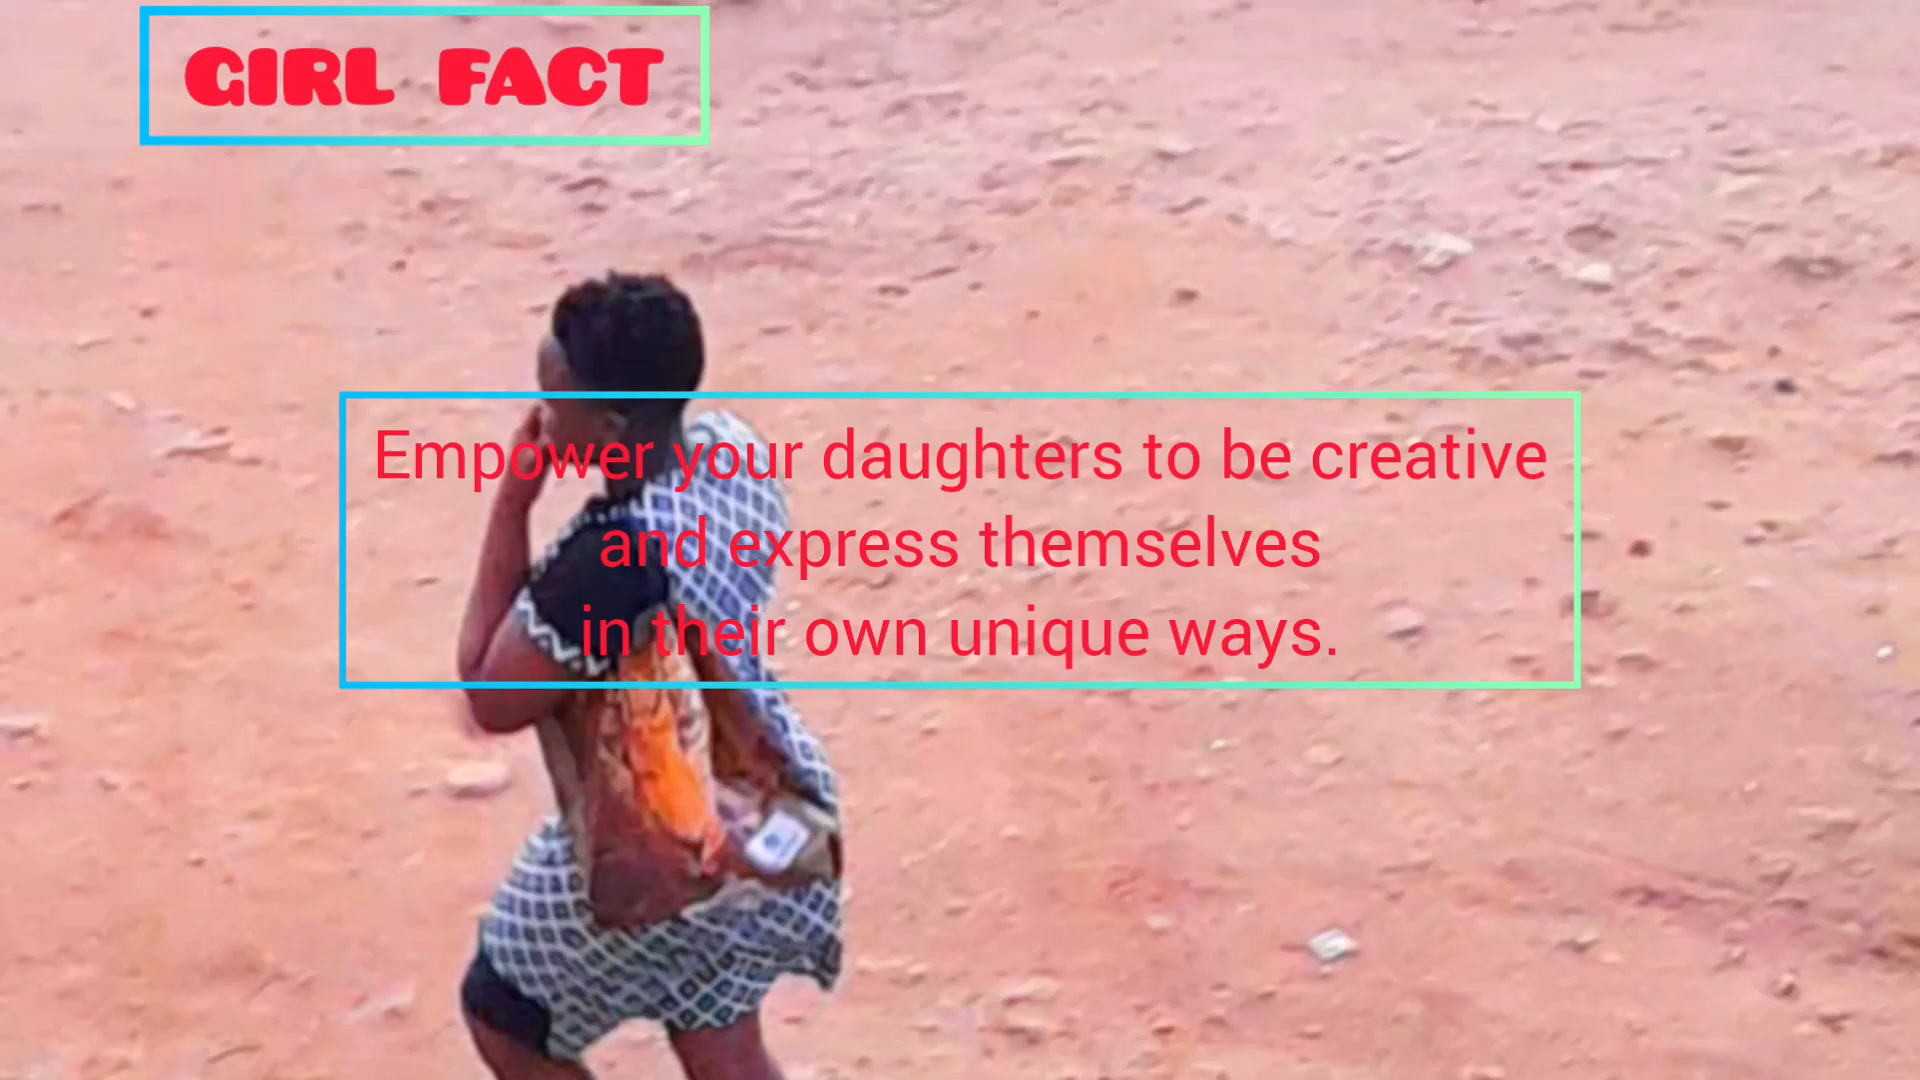 GIRL FACT
Empower your daughters to be creative
and express themselves
in their own unique ways.